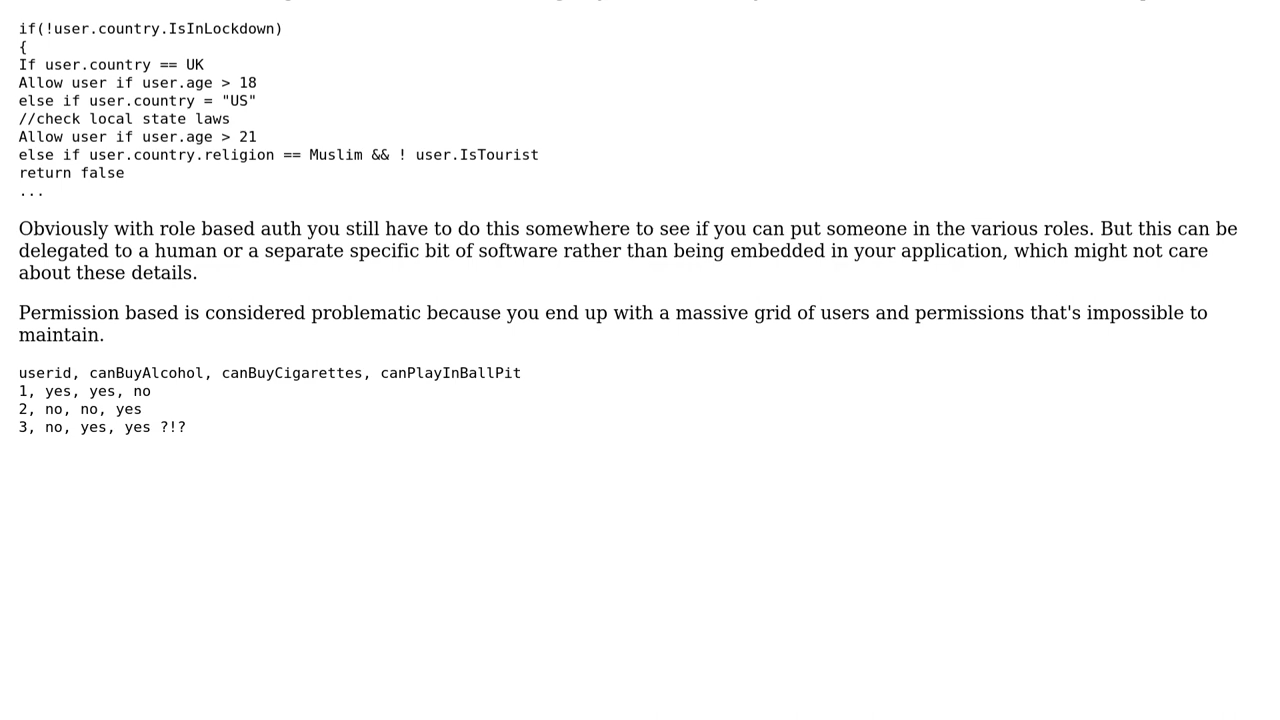 if(!user.country.IsInLockdown)
{
If user.country == UK
Allow user if user.age > 18
else if user.country = "US"
//check local state laws
Allow user if user.age > 21
else if user.country.religion == Muslim && ! user.IsTourist
return false
...
Obviously with role based auth you still have to do this somewhere to see if you can put someone in the various roles. But this can be
delegated to a human or a separate specific bit of software rather than being embedded in your application, which might not care
about these details.
Permission based is considered problematic because you end up with a massive grid of users and permissions that's impossible to
maintain.
userid, canBuyAlcohol, canBuyCigarettes, canPlayInBallPit
1, yes, yes, no
2, no, no, yes
3, no, yes, yes ?!?